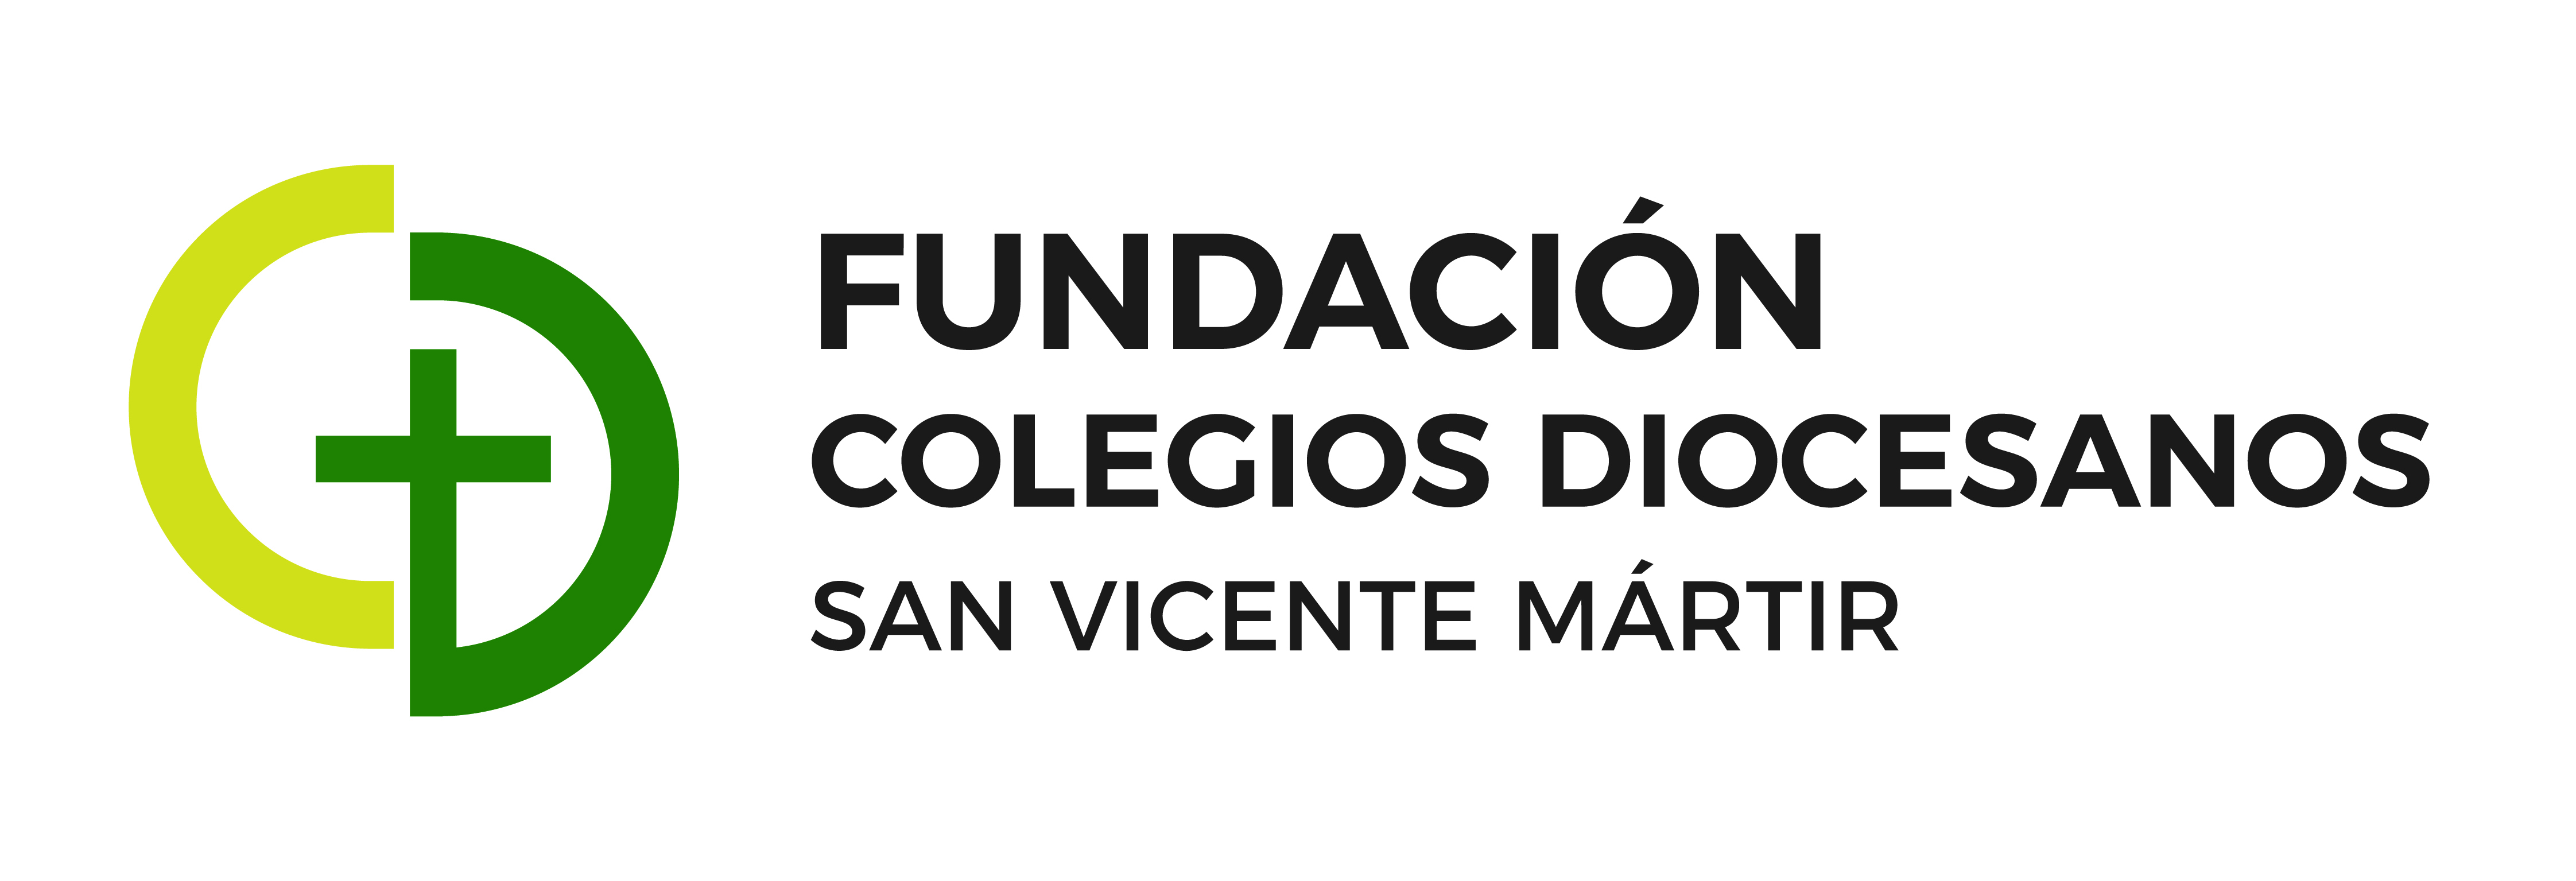 FUNDACIÓN
COLEGIOS DIOCESANOS
SAN VICENTE MÁRTIR